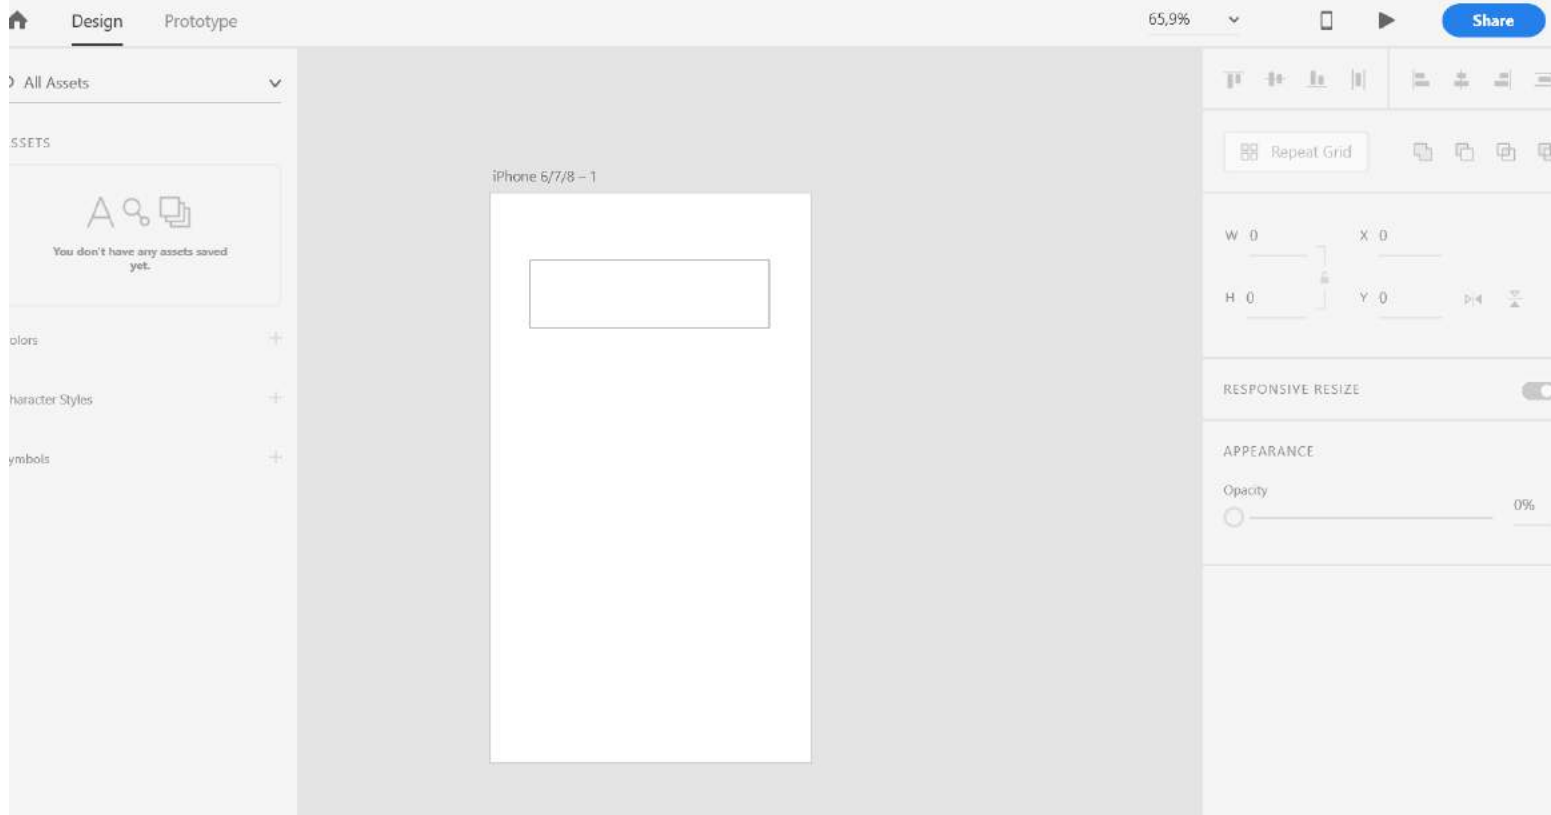 Design
Prototype
65,9%
Share
All Assets
SSETS
You don't have any assets saved
yet.
olors
haracter Styles
ymbols
iPhone 6/7/8 – 1
Repeat Grid
W 0
X 0
H 0
Y 0
RESPONSIVE RESIZE
APPEARANCE
Opacity
0%